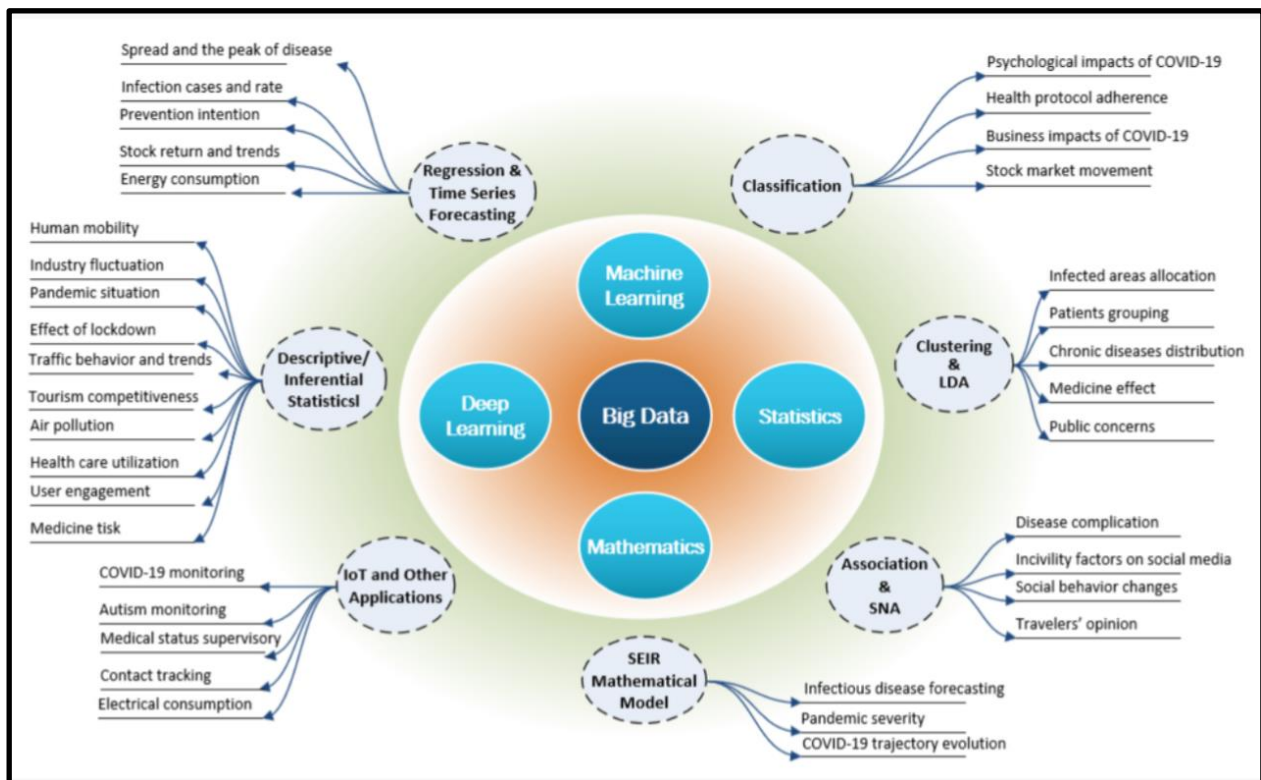 Spread and the peak of disease
Infection cases and rate
Prevention intention
Stock return and trends
Energy consumption
Regression &
Time Series
Forecasting
Psychological impacts of COVID-19
Health protocol adherence
Business impacts of COVID-19
Stock market movement
Classification
Human mobility
Industry fluctuation
Pandemic situation
Effect of lockdown
Traffic behavior and trends
Tourism competitiveness
Air pollution
Health care utilization
User engagement
Medicine tisk
Descriptive/
Inferential
Statisticsl
Machine
Learning
Deep
Learning
Big Data
Statistics
Mathematics
Clustering
&
LDA
Infected areas allocation
Patients grouping
Chronic diseases distribution
Medicine effect
Public concerns
COVID-19 monitoring
Autism monitoring
Medical status supervisory
Contact tracking
Electrical consumption
IoT and Other
Applications
SEIR
Mathematical
Model
Infectious disease forecasting
Pandemic severity
COVID-19 trajectory evolution
Association
&
SNA
Disease complication
Incivility factors on social media
Social behavior changes
Travelers' opinion